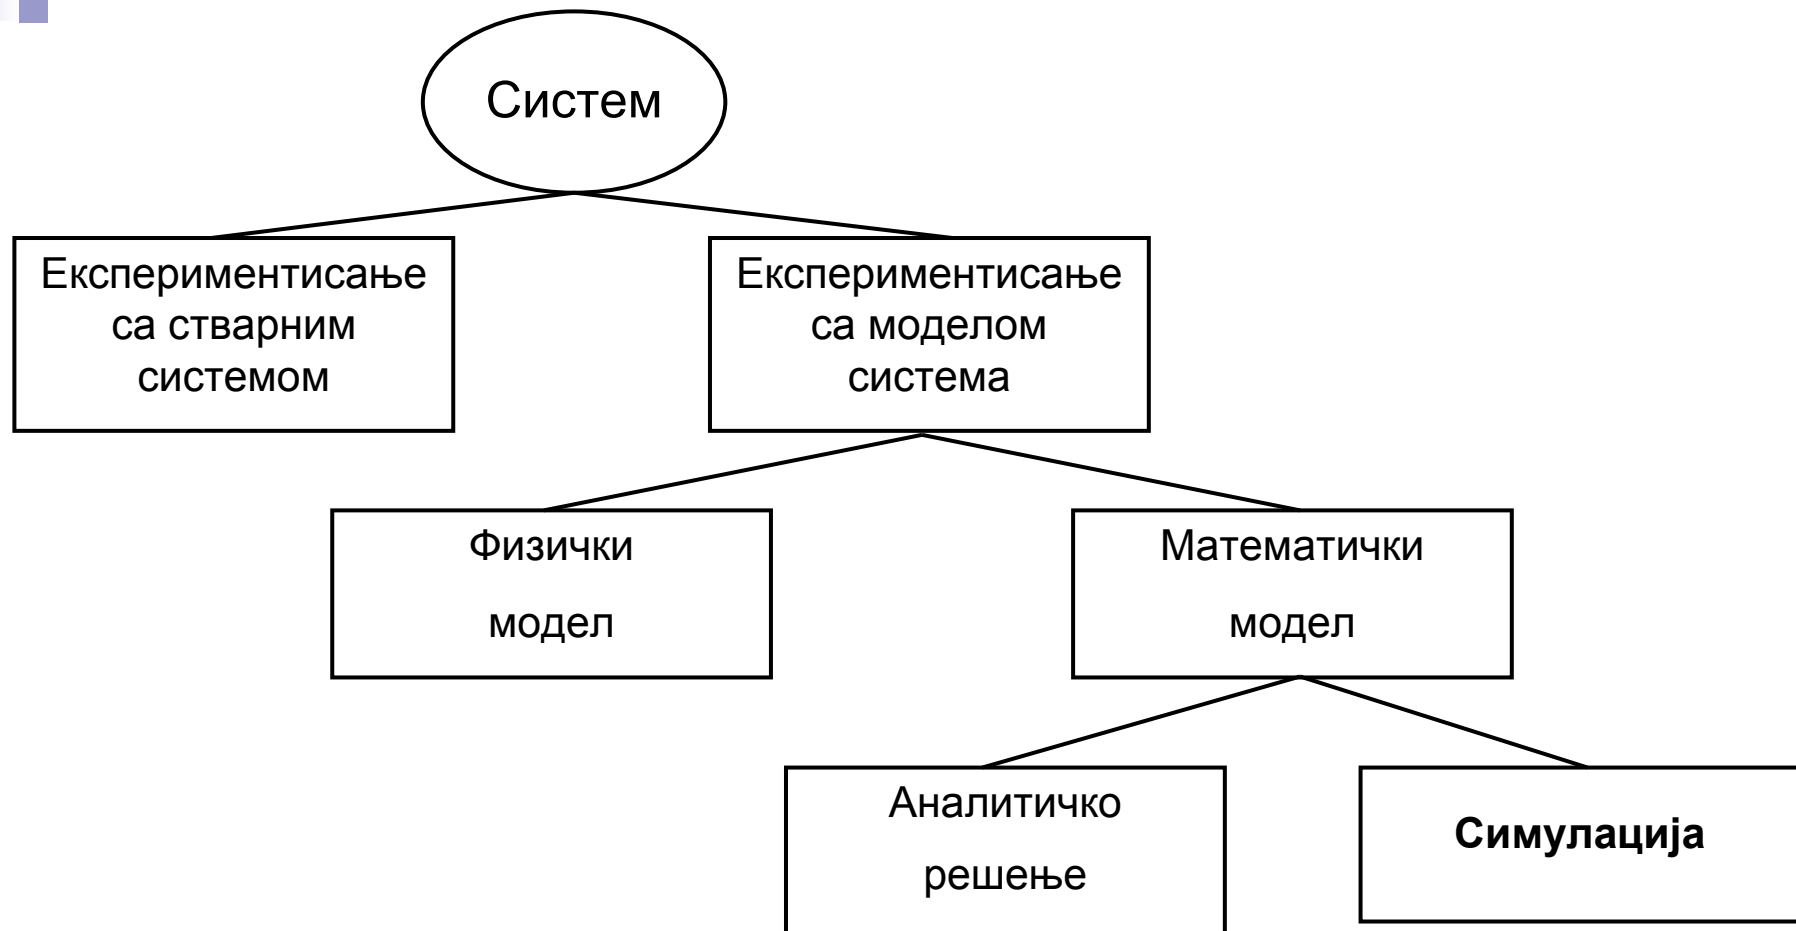 Систем
Експериментисање
са стварним
системом
Експериментисање
са моделом
система
Физички
модел
Математички
модел
Аналитичко
решење
Симулација